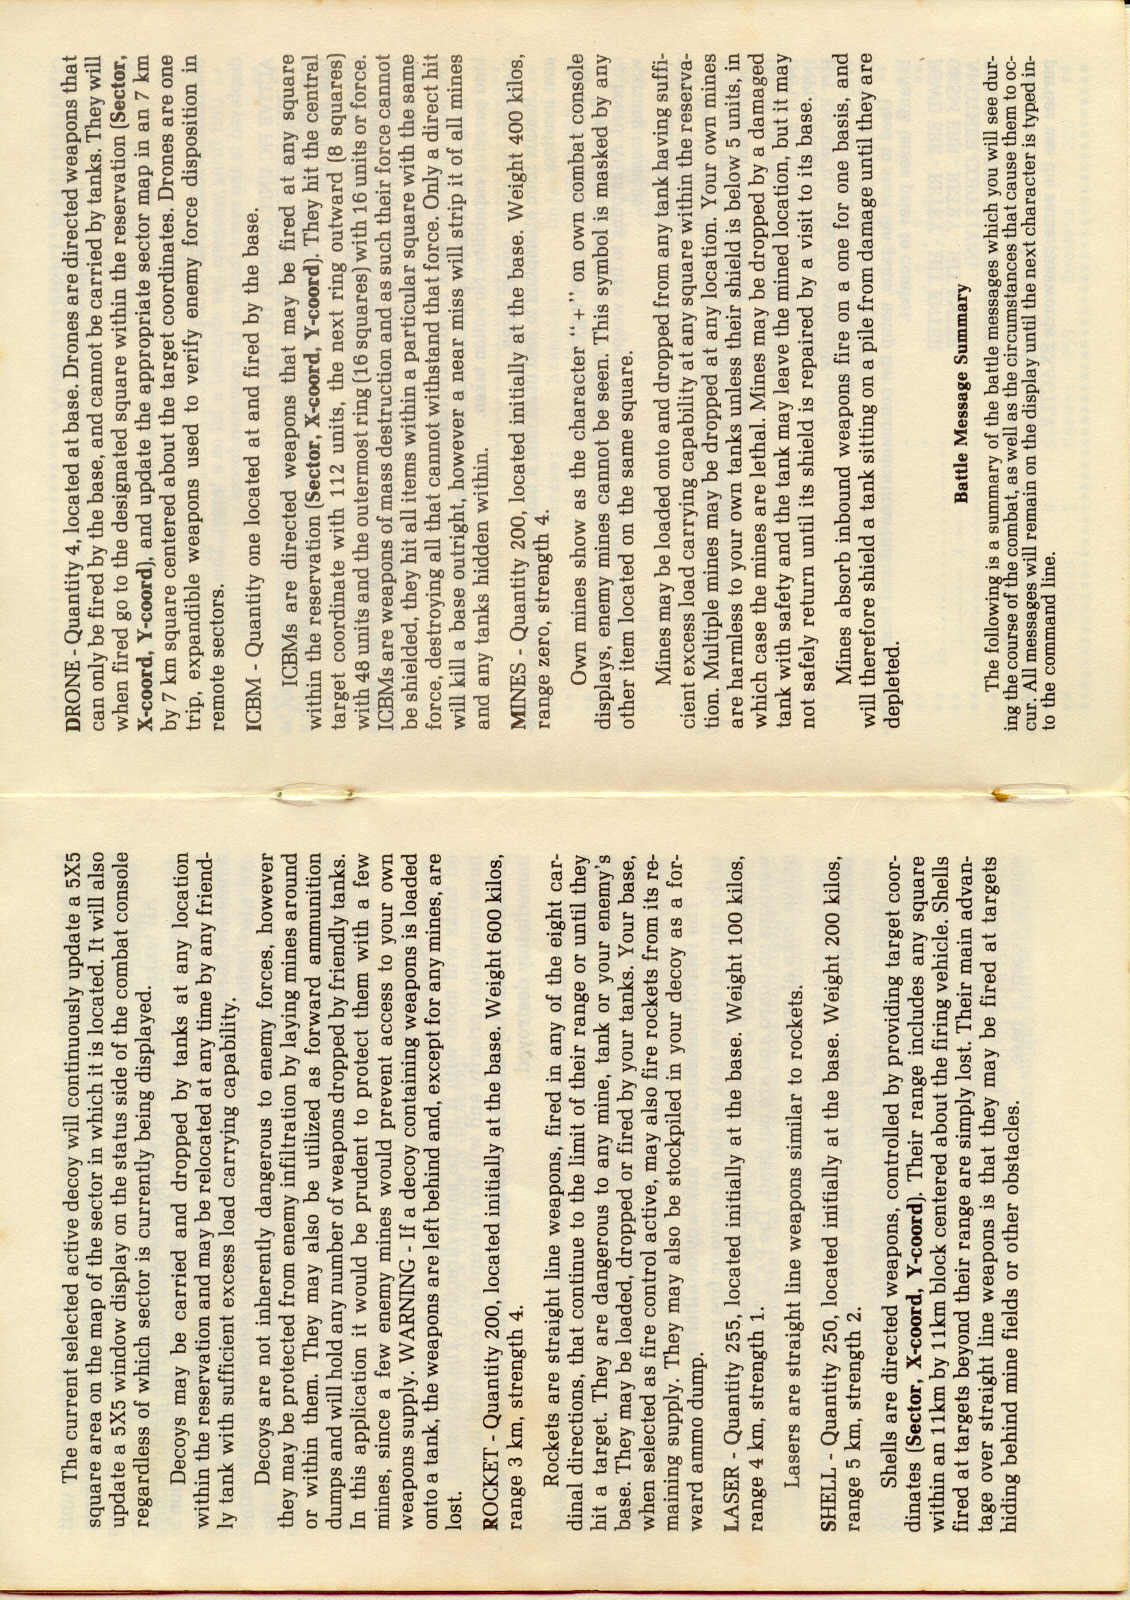 The current selected active decoy will continuously update a 5X5
square area on the map of the sector in which it is located. It will also
update a 5X5 window display on the status side of the combat console
regardless of which sector is currently being displayed.
Decoys may be carried and dropped by tanks at any location
within the reservation and may be relocated at any time by any friend-
ly tank with sufficient excess load carrying capability.
Decoys are not inherently dangerous to enemy forces, however
they may be protected from enemy infiltration by laying mines around
or within them. They may also be utilized as forward ammunition
dumps and will hold any number of weapons dropped by friendly tanks.
In this application it would be prudent to protect them with a few
mines, since a few enemy mines would prevent access to your own
weapons supply. WARNING - If a decoy containing weapons is loaded
onto a tank, the weapons are left behind and, except for any mines, are
lost.
ROCKET - Quantity 200, located initially at the base. Weight 600 kilos,
range 3 km, strength 4.
Rockets are straight line weapons, fired in any of the eight car-
dinal directions, that continue to the limit of their range or until they
hit a target. They are dangerous to any mine, tank or your enemy's
base. They may be loaded, dropped or fired by your tanks. Your base,
when selected as fire control active, may also fire rockets from its re-
maining supply. They may also be stockpiled in your decoy as a for-
ward ammo dump.
LASER - Quantity 255, located initially at the base. Weight 100 kilos,
range 4 km, strength 1.
Lasers are straight line weapons similar to rockets.
SHELL - Quantity 250, located initially at the base. Weight 200 kilos,
range 5 km, strength 2.
Shells are directed weapons, controlled by providing target coor-
dinates (Sector, X-coord, Y-coord). Their range includes any square
within an 11km by 11km block centered about the firing vehicle. Shells
fired at targets beyond their range are simply lost. Their main advan-
tage over straight line weapons is that they may be fired at targets
hiding behind mine fields or other obstacles.
DRONE - Quantity 4, located at base. Drones are directed weapons that
can only be fired by the base, and cannot be carried by tanks. They will
when fired go to the designated square within the reservation (Sector,
X-coord, Y-coord), and update the appropriate sector map in an 7 km
by 7 km square centered about the target coordinates. Drones are one
trip, expandible weapons used to verify enemy force disposition in
remote sectors.
ICBM - Quantity one located at and fired by the base.
ICBMs are directed weapons that may be fired at any square
within the reservation (Sector, X-coord, Y-coord). They hit the central
target coordinate with 112 units, the next ring outward (8 squares)
with 48 units and the outermost ring (16 squares) with 16 units or force.
ICBMs are weapons of mass destruction and as such their force cannot
be shielded, they hit all items within a particular square with the same
force, destroying all that cannot withstand that force. Only a direct hit
will kill a base outright, however a near miss will strip it of all mines
and any tanks hidden within.
MINES - Quantity 200, located initially at the base. Weight 400 kilos,
range zero, strength 4.
Own mines show as the character "+" on own combat console
displays, enemy mines cannot be seen. This symbol is masked by any
other item located on the same square.
Mines may be loaded onto and dropped from any tank having suffi-
cient excess load carrying capability at any square within the reserva-
tion. Multiple mines may be dropped at any location. Your own mines
are harmless to your own tanks unless their shield is below 5 units, in
which case the mines are lethal. Mines may be dropped by a damaged
tank with safety and the tank may leave the mined location, but it may
not safely return until its shield is repaired by a visit to its base.
Mines absorb inbound weapons fire on a one for one basis, and
will therefore shield a tank sitting on a pile from damage until they are
depleted.
Battle Message Summary
The following is a summary of the battle messages which you will see dur-
ing the course of the combat, as well as the circumstances that cause them to oc-
cur. All messages will remain on the display until the next character is typed in-
to the command line.